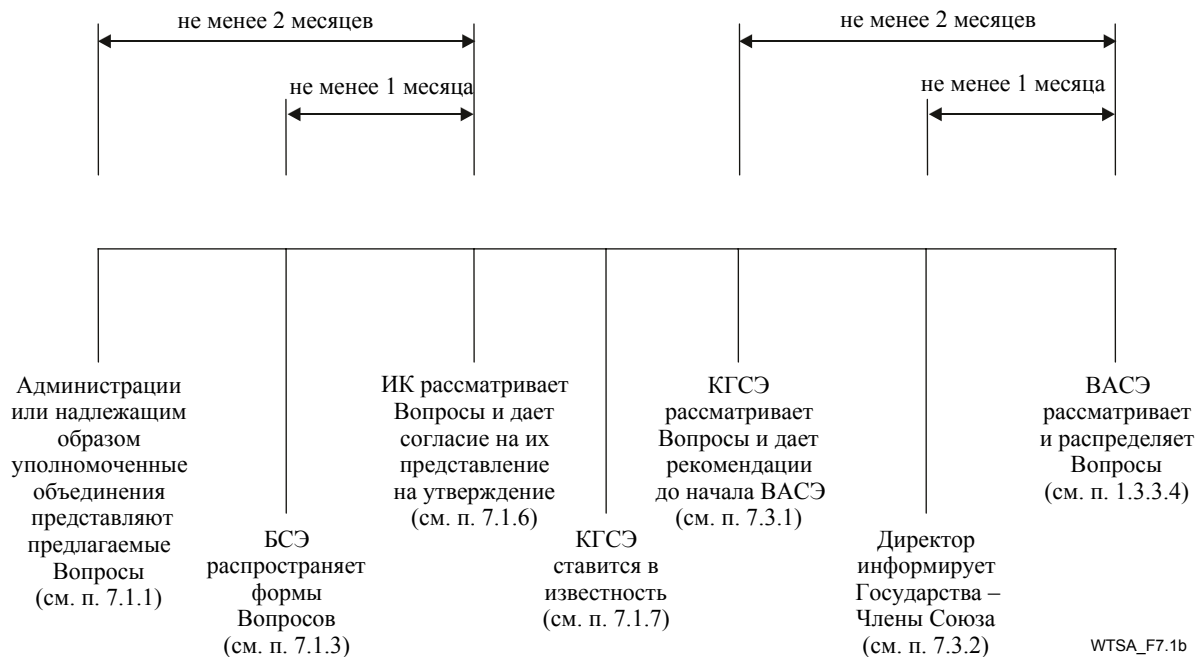 не менее 2 месяцев
не менее 2 месяцев
не менее 1 месяца
не менее 1 месяца
Администрации
или надлежащим
образом
уполномоченные
объединения
представляют
предлагаемые
Вопросы
(см. п. 7.1.1)
БСЭ
распространяет
формы
Вопросов
(см. п. 7.1.3)
ИК рассматривает
Вопросы и дает
согласие на их
представление
на утверждение
(см. п. 7.1.6)
КГСЭ
ставится в
известность
(см. п. 7.1.7)
КГСЭ
рассматривает
Вопросы и дает
рекомендации
до начала ВАСЭ
(см. п. 7.3.1)
Директор
информирует
Государства –
Члены Союза
(см. п. 7.3.2)
ВАСЭ
рассматривает
и распределяет
Вопросы
(см. п. 1.3.3.4)
WTSA_F7.1b